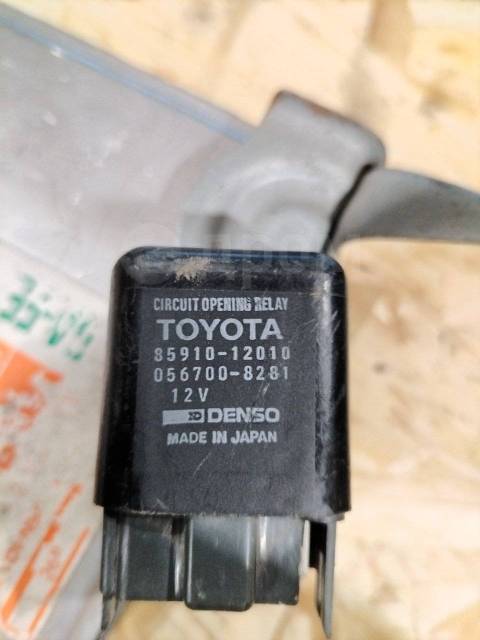 CIRCUIT OPENING RELAY
TOYOTA
85910-12010
056700-8281
12V
DENSO
MADE IN JAPAN